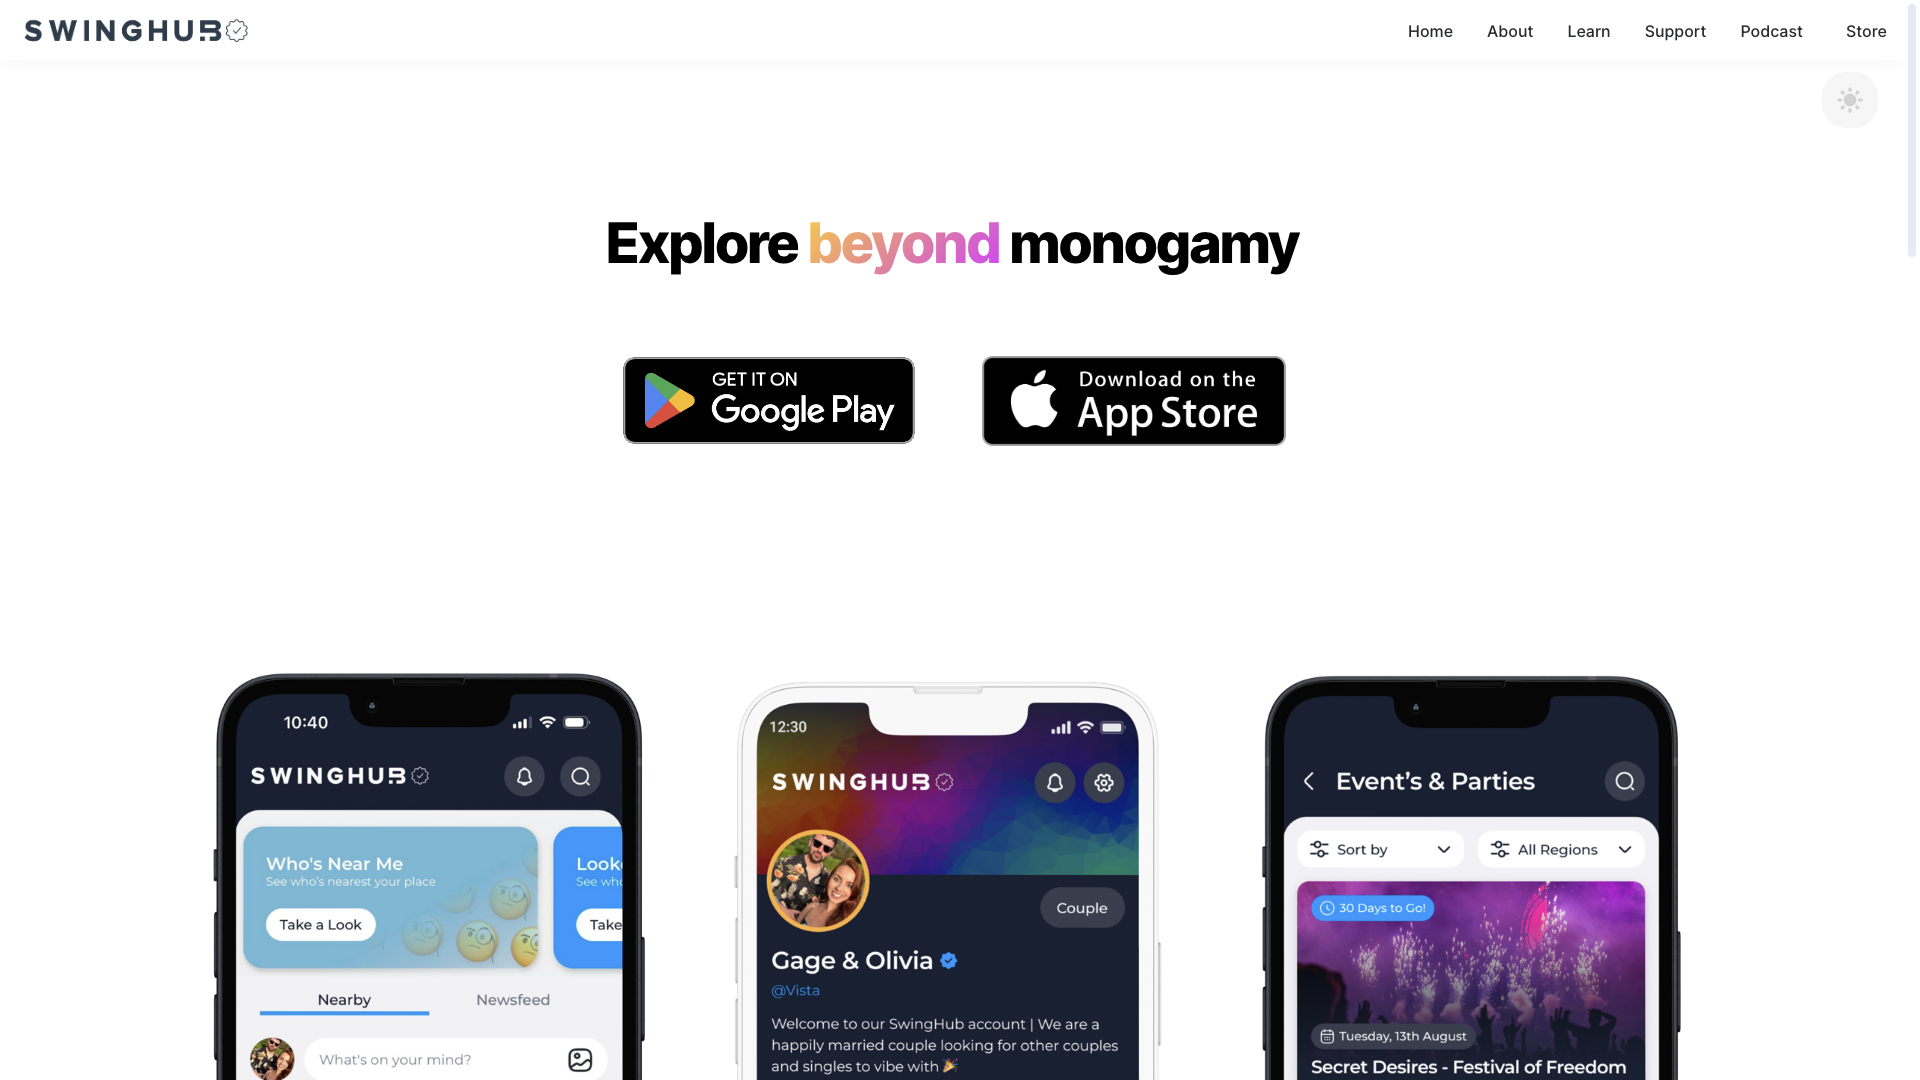 SWINGHUB
Home
About
Learn
Support
Podcast
Store
Explore beyond monogamy
GET IT ON
Google Play
Download on the
App Store
10:40
SWINGHUB
Who's Near Me
See who's nearest your place
Take a Look
Looke
See who
Take
Nearby
Newsfeed
What's on your mind?
12:30
SWINGHUB
Couple
Gage & Olivia
@Vista
Welcome to our SwingHub account | We are a
happily married couple looking for other couples
and singles to vibe with 🎉
Event's & Parties
Sort by
All Regions
30 Days to Go!
Tuesday, 13th August
Secret Desires - Festival of Freedom